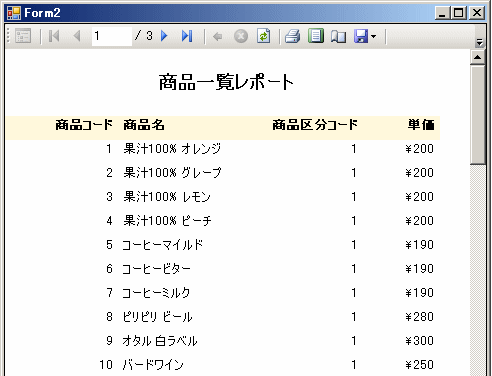 Form2
1 / 3
商品一覧レポート
商品コード 商品名 商品区分コード 単価
1 果汁100% オレンジ 1 ¥200
2 果汁100% グレープ 1 ¥200
3 果汁100% レモン 1 ¥200
4 果汁100% ピーチ 1 ¥200
5 コーヒーマイルド 1 ¥190
6 コーヒービター 1 ¥190
7 コーヒーミルク 1 ¥190
8 ピリピリ ビール 1 ¥280
9 オタル 白ラベル 1 ¥300
10 バードワイン 1 ¥250